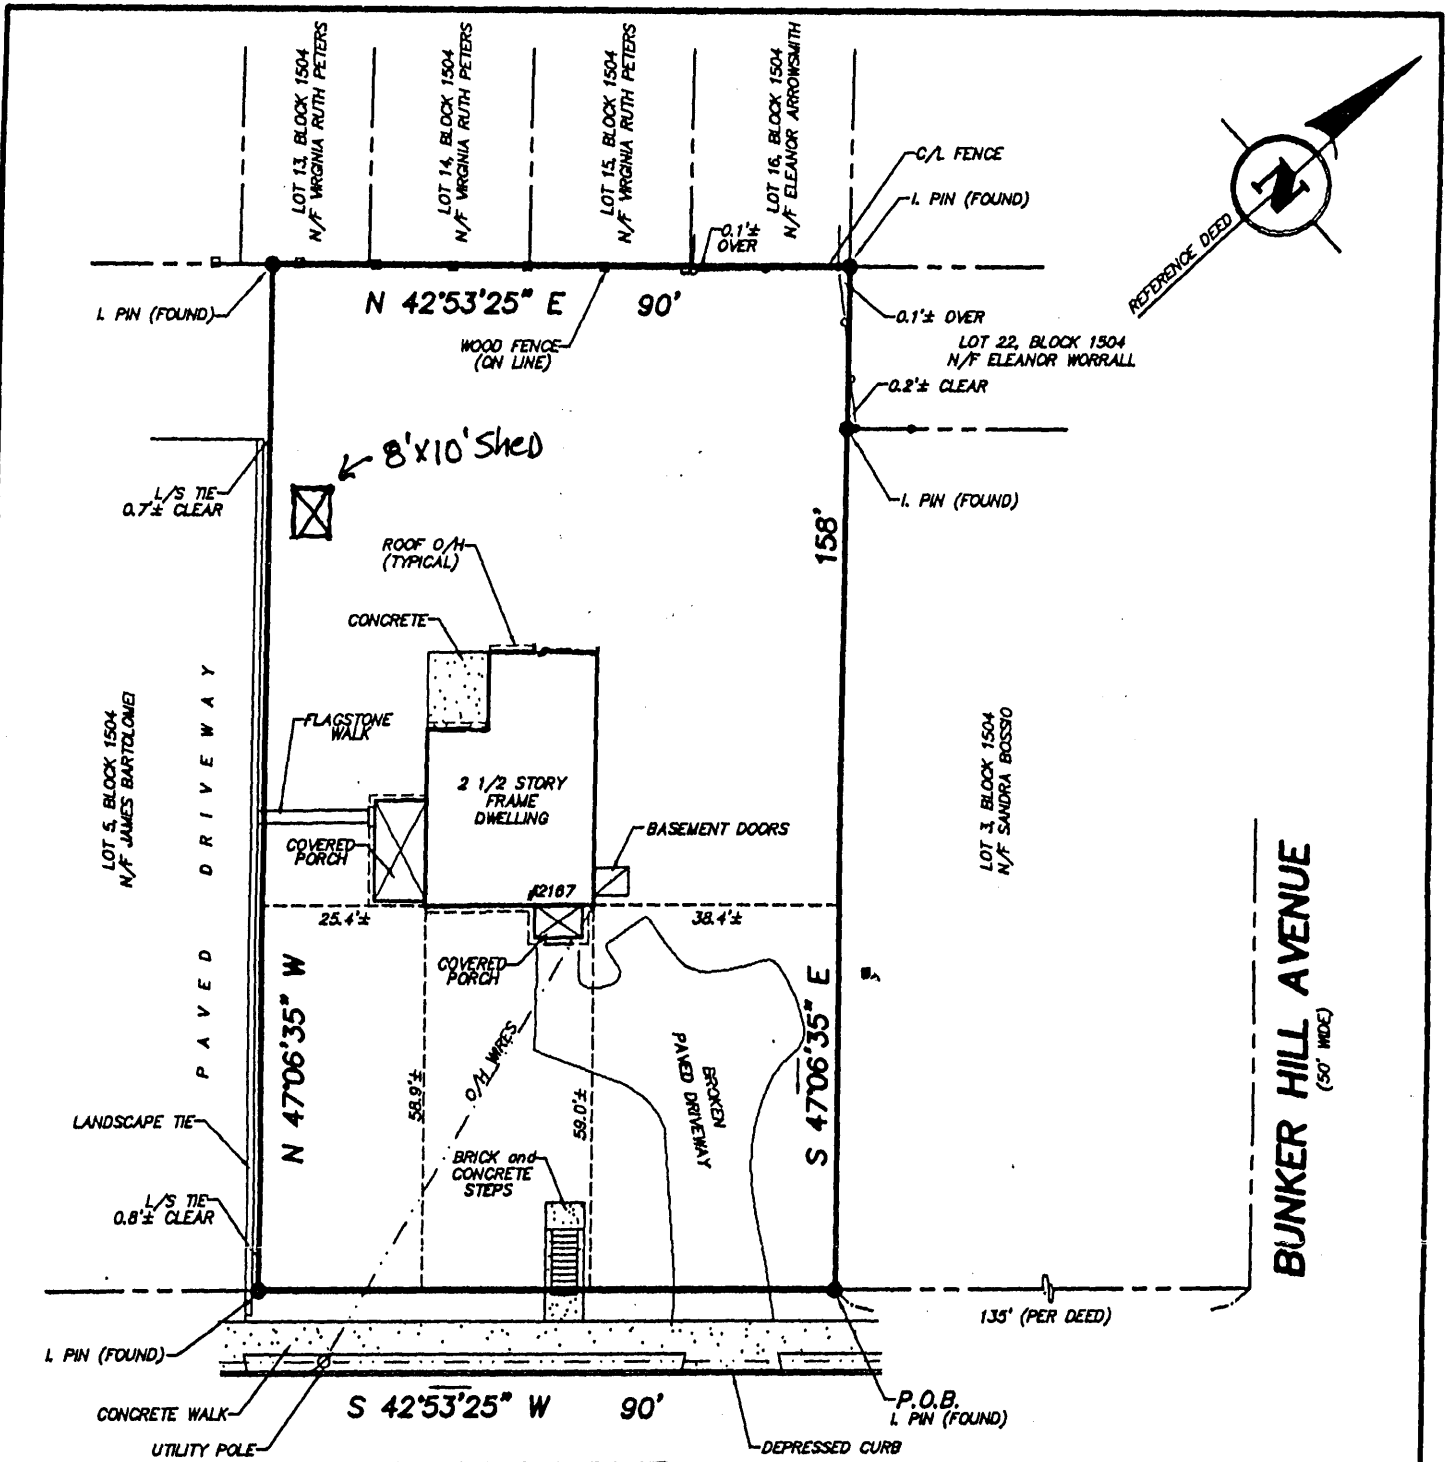 LOT 13, BLOCK 1504
N/F VIRGINIA RUTH PETERS
LOT 14, BLOCK 1504
N/F VIRGINIA RUTH PETERS
LOT 15, BLOCK 1504
N/F VIRGINIA RUTH PETERS
LOT 16, BLOCK 1504
N/F ELEANOR ARROWSMITH
C/L FENCE
I. PIN (FOUND)
N
REFERENCE DEED
0.1'± OVER
I. PIN (FOUND)
N 42°53'25" E 90'
WOOD FENCE
(ON LINE)
0.1'± OVER
LOT 22, BLOCK 1504
N/F ELEANOR WORRALL
0.2'± CLEAR
8'X10' Shed
L/S TIE
0.7'± CLEAR
I. PIN (FOUND)
158'
ROOF O/H
(TYPICAL)
CONCRETE
LOT 5, BLOCK 1504
N/F JAMES BARTOLOMEI
PAVED DRIVEWAY
FLAGSTONE
WALK
2 1/2 STORY
FRAME
DWELLING
COVERED
PORCH
BASEMENT DOORS
LOT 3, BLOCK 1504
N/F SANDRA BOSSIO
#2167
25.4'±
38.4'±
COVERED
PORCH
N 47°06'35" W
O/H WIRES
58.9'±
59.0'±
BROKEN
PAVED DRIVEWAY
S 47°06'35" E
BUNKER HILL AVENUE
(50' WIDE)
LANDSCAPE TIE
BRICK and
CONCRETE
STEPS
L/S TIE
0.8'± CLEAR
135' (PER DEED)
I. PIN (FOUND)
CONCRETE WALK
S 42°53'25" W 90'
P.O.B.
I. PIN (FOUND)
UTILITY POLE
DEPRESSED CURB